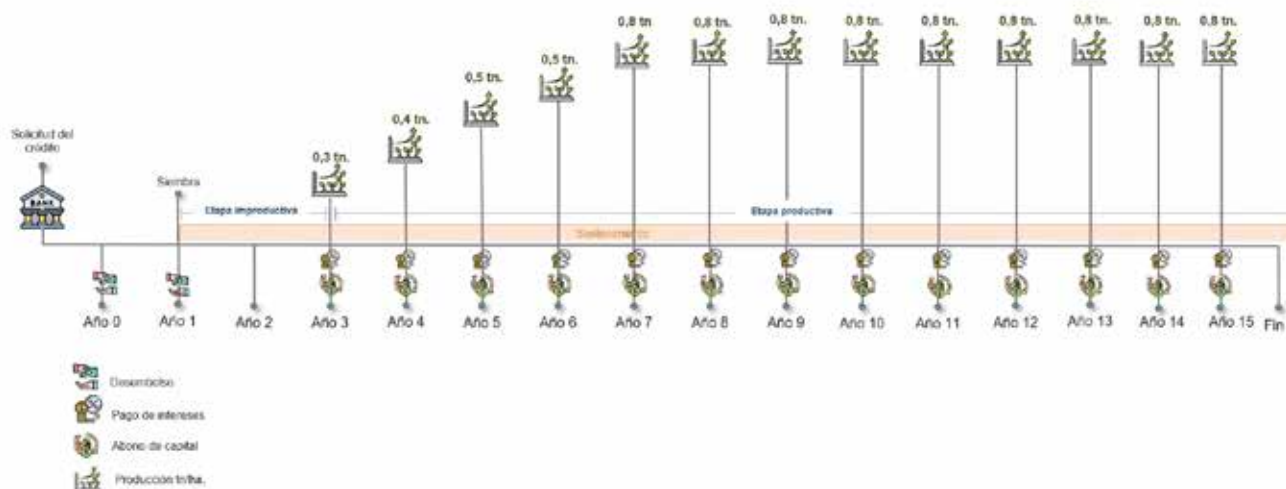 0,8 tn 0,8 tn. 0,8 tn. 0,8 tn. 0,8 tn. 0,8 tn. 0,8 tn. 0,8 tn. 0,8 tn.
0,5 tn.
0,5 tn.
0,4 tn.
0,3 tn.
Solicitud del
crédito
BANK
Siembra
Etapa improductiva
Etapa productiva
Año 0 Año 1 Año 2 Año 3 Año 4 Año 5 Año 6 Año 7 Año 8 Año 9 Año 10 Año 11 Año 12 Año 13 Año 14 Año 15 Fin
Desembolso
Pago de intereses
Abono de capital
Producción tn/ha.